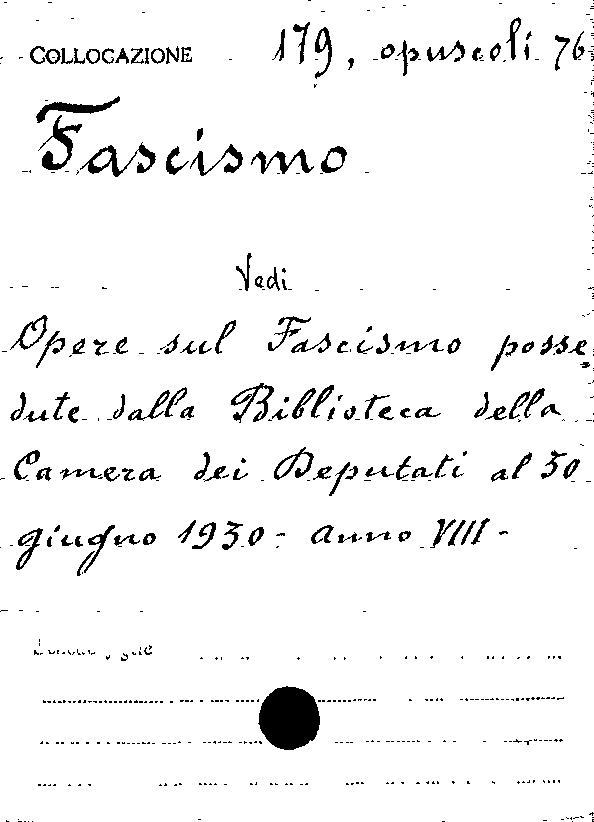 COLLOCAZIONE 179, opuscoli 76
Fascismo
Vedi
Opere sul Fascismo posse
dute dalla Biblioteca della
Camera dei Deputati al 30
giugno 1930 - anno VIII -